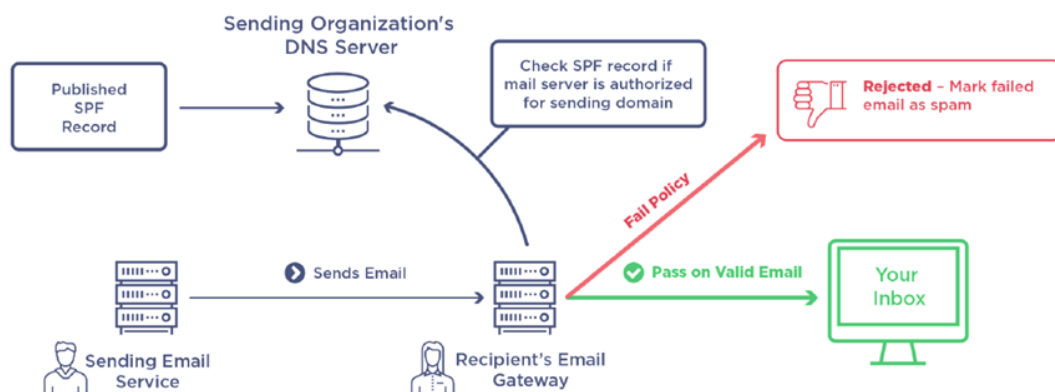 Sending Organization's
DNS Server
Published
SPF
Record
Check SPF record if
mail server is authorized
for sending domain
Rejected – Mark failed
email as spam
Fail Policy
Sends Email
Pass on Valid Email
Your
Inbox
Sending Email
Service
Recipient's Email
Gateway